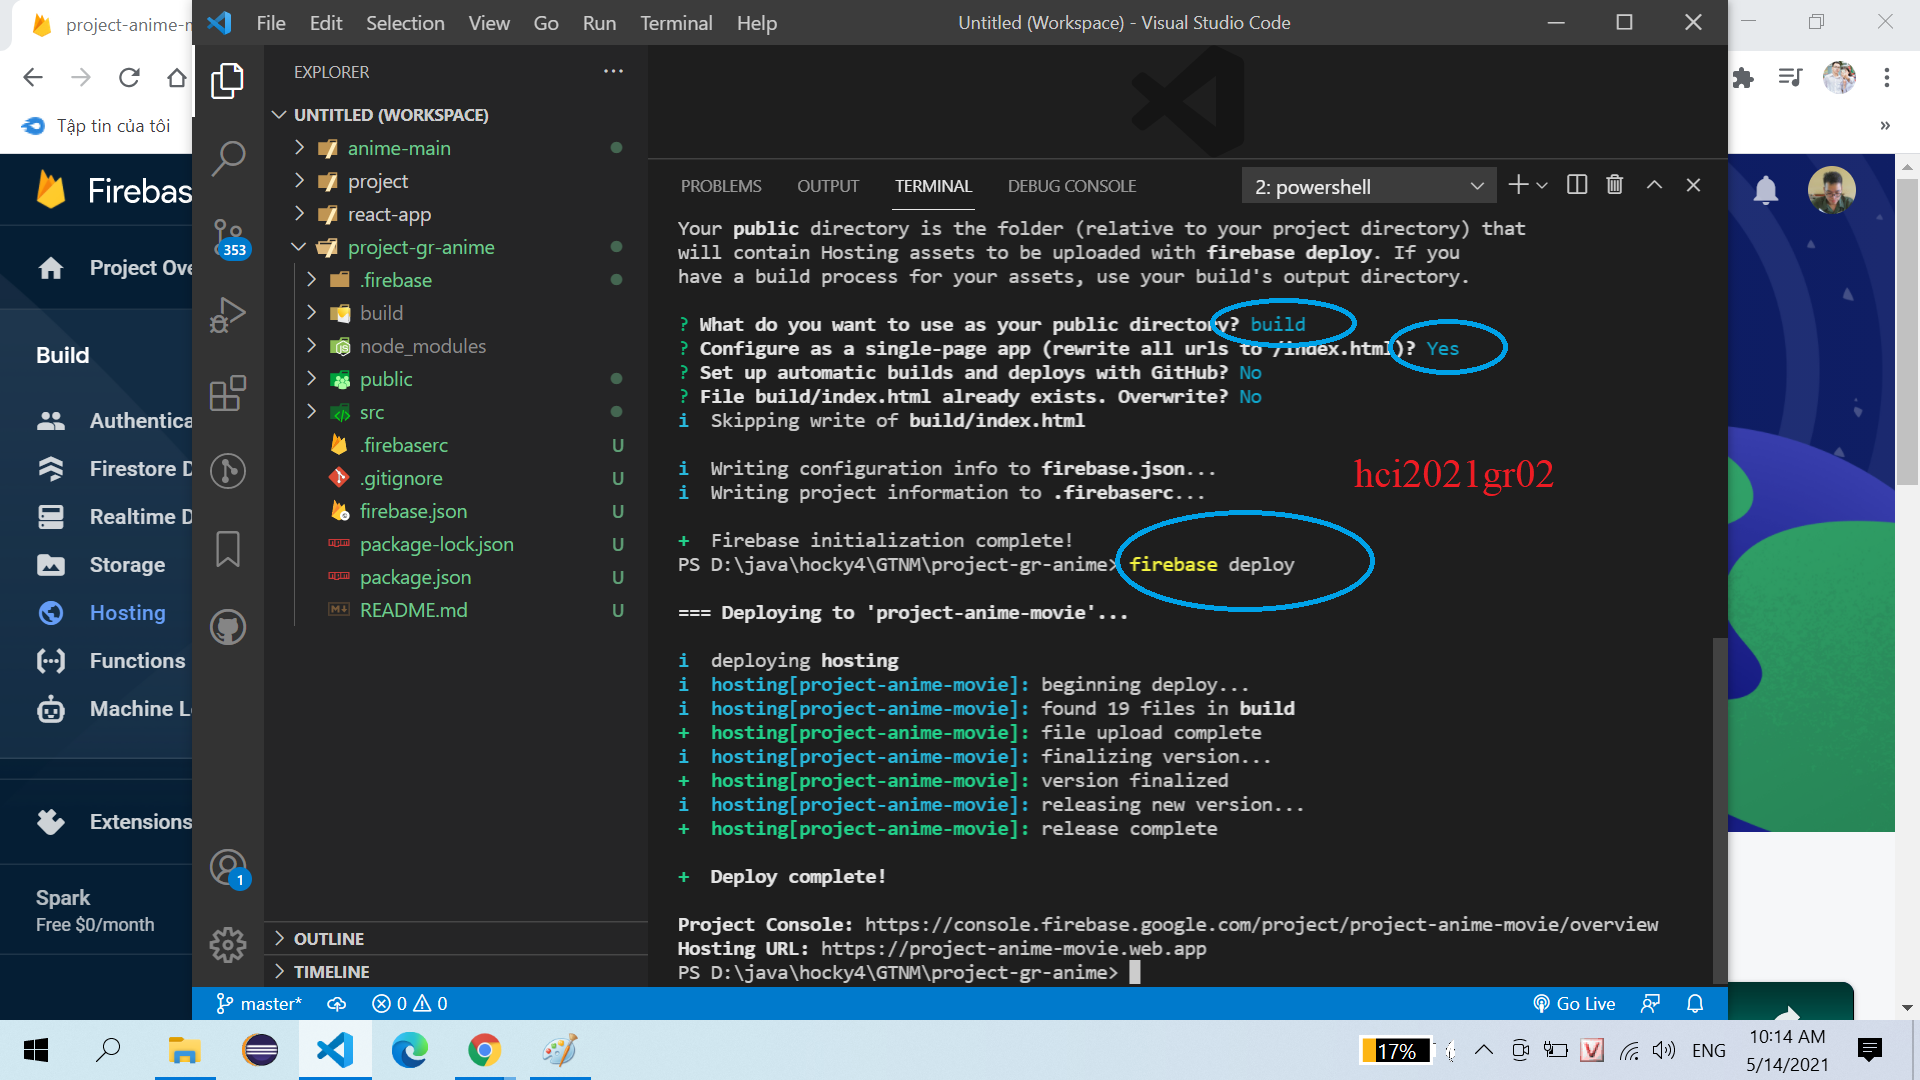 project-anime-m
File Edit Selection View Go Run Terminal Help
Untitled (Workspace) - Visual Studio Code
Tập tin của tôi
»
Firebas
Project Ove
Build
Authentica
Firestore D
Realtime D
Storage
Hosting
Functions
Machine L
Extensions
Spark
Free $0/month
EXPLORER
UNTITLED (WORKSPACE)
anime-main
project
react-app
project-gr-anime
.firebase
build
node_modules
public
src
.firebaserc U
.gitignore U
firebase.json U
package-lock.json U
package.json U
README.md U
OUTLINE
TIMELINE
353
1
PROBLEMS OUTPUT TERMINAL DEBUG CONSOLE
2: powershell
Your public directory is the folder (relative to your project directory) that
will contain Hosting assets to be uploaded with firebase deploy. If you
have a build process for your assets, use your build's output directory.
? What do you want to use as your public directory? build
? Configure as a single-page app (rewrite all urls to /index.html)? Yes
? Set up automatic builds and deploys with GitHub? No
? File build/index.html already exists. Overwrite? No
i Skipping write of build/index.html
i Writing configuration info to firebase.json...
i Writing project information to .firebaserc...
hci2021gr02
+ Firebase initialization complete!
PS D:\java\hocky4\GTNM\project-gr-anime> firebase deploy
=== Deploying to 'project-anime-movie'...
i deploying hosting
i hosting[project-anime-movie]: beginning deploy...
i hosting[project-anime-movie]: found 19 files in build
+ hosting[project-anime-movie]: file upload complete
i hosting[project-anime-movie]: finalizing version...
+ hosting[project-anime-movie]: version finalized
i hosting[project-anime-movie]: releasing new version...
+ hosting[project-anime-movie]: release complete
+ Deploy complete!
Project Console: https://console.firebase.google.com/project/project-anime-movie/overview
Hosting URL: https://project-anime-movie.web.app
PS D:\java\hocky4\GTNM\project-gr-anime>
master* 0 0
Go Live
17%
V
ENG
10:14 AM
5/14/2021